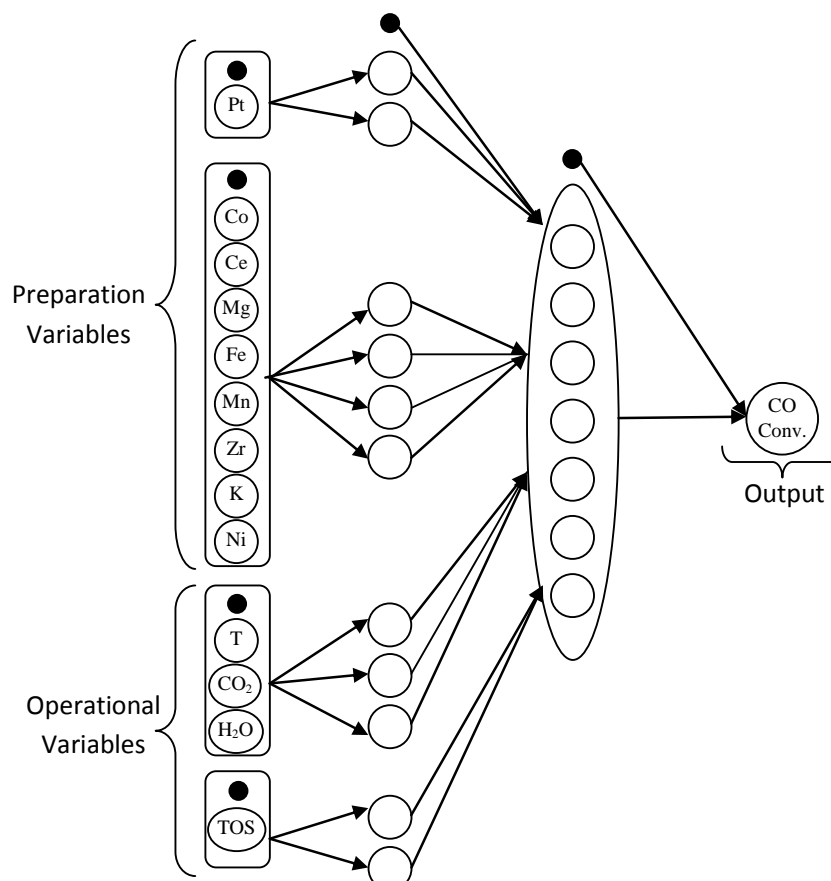 Preparation
Variables
Pt
Co
Ce
Mg
Fe
Mn
Zr
K
Ni
Operational
Variables
T
CO₂
H₂O
TOS
CO
Conv.
Output